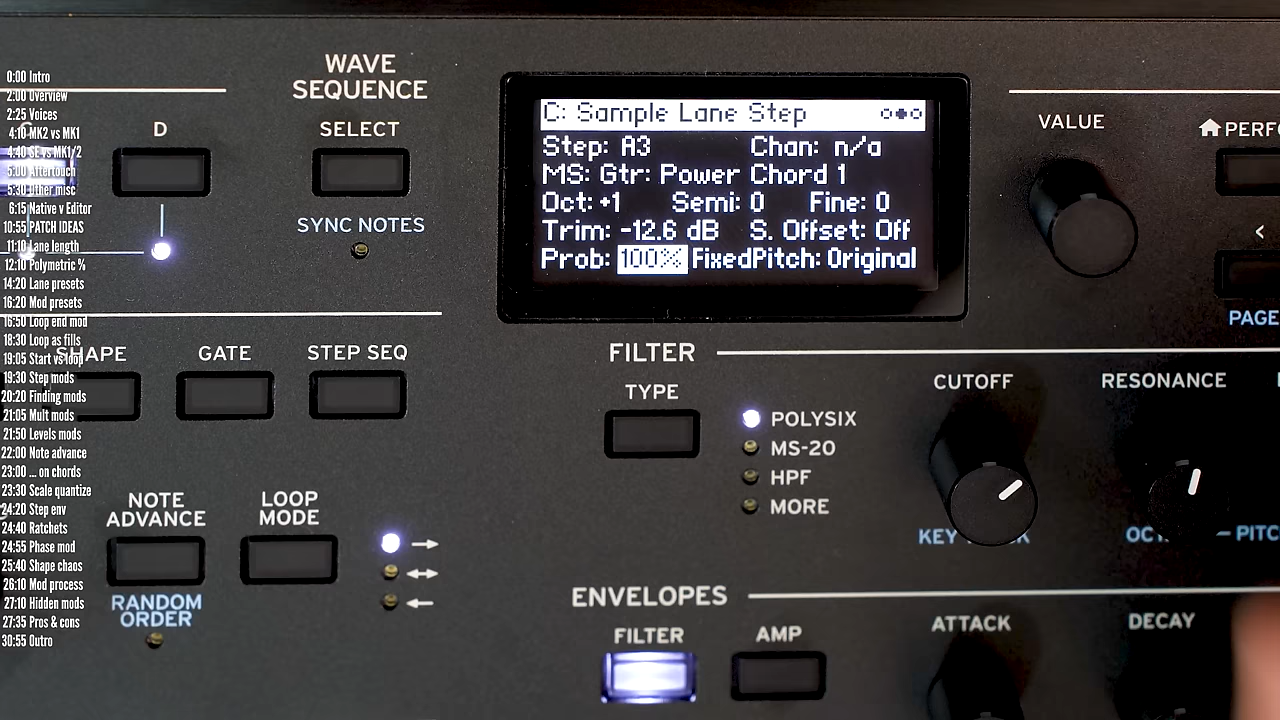 0:00 Intro
2:00 Overview
2:25 Voices
4:10 MK2 vs MK1
4:40 SE vs MK1/2
5:00 Aftertouch
5:30 Other misc
6:15 Native v Editor
10:55 PATCH IDEAS
11:10 Lane length
12:10 Polymetric %
14:20 Lane presets
16:20 Mod presets
16:50 Loop end mod
18:30 Loop as fills
19:05 Start vs loop
19:30 Step mods
20:20 Finding mods
21:05 Mult mods
21:50 Levels mods
22:00 Note advance
23:00 ... on chords
23:30 Scale quantize
24:20 Step env
24:40 Ratchets
24:55 Phase mod
25:40 Shape chaos
26:10 Mod process
27:10 Hidden mods
27:35 Pros & cons
30:55 Outro
WAVE
SEQUENCE
D
SELECT
SYNC NOTES
SHAPE
GATE
STEP SEQ
NOTE
ADVANCE
LOOP
MODE
RANDOM
ORDER
C: Sample Lane Step
Step: A3 Chan: n/a
MS: Gtr: Power Chord 1
Oct: +1 Semi: 0 Fine: 0
Trim: -12.6 dB S. Offset: Off
Prob: 100% FixedPitch: Original
VALUE
PERF
<
PAGE
FILTER
TYPE
POLYSIX
MS-20
HPF
MORE
CUTOFF
RESONANCE
KEY
ENVELOPES
FILTER
AMP
ATTACK
DECAY